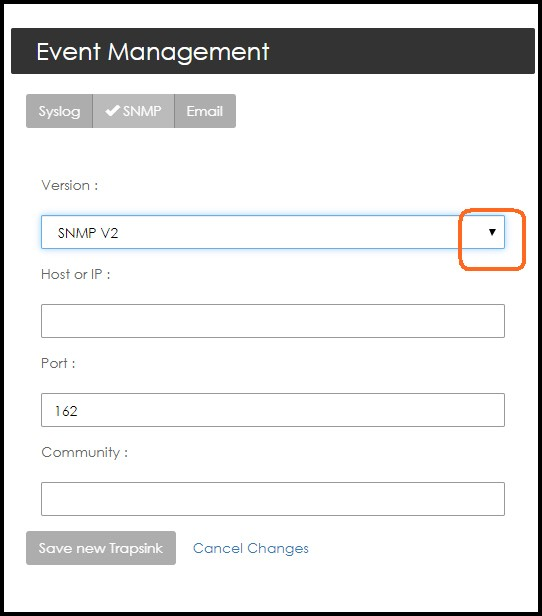 Event Management
Syslog ✔ SNMP Email
Version :
SNMP V2
Host or IP :
Port :
162
Community :
Save new Trapsink Cancel Changes